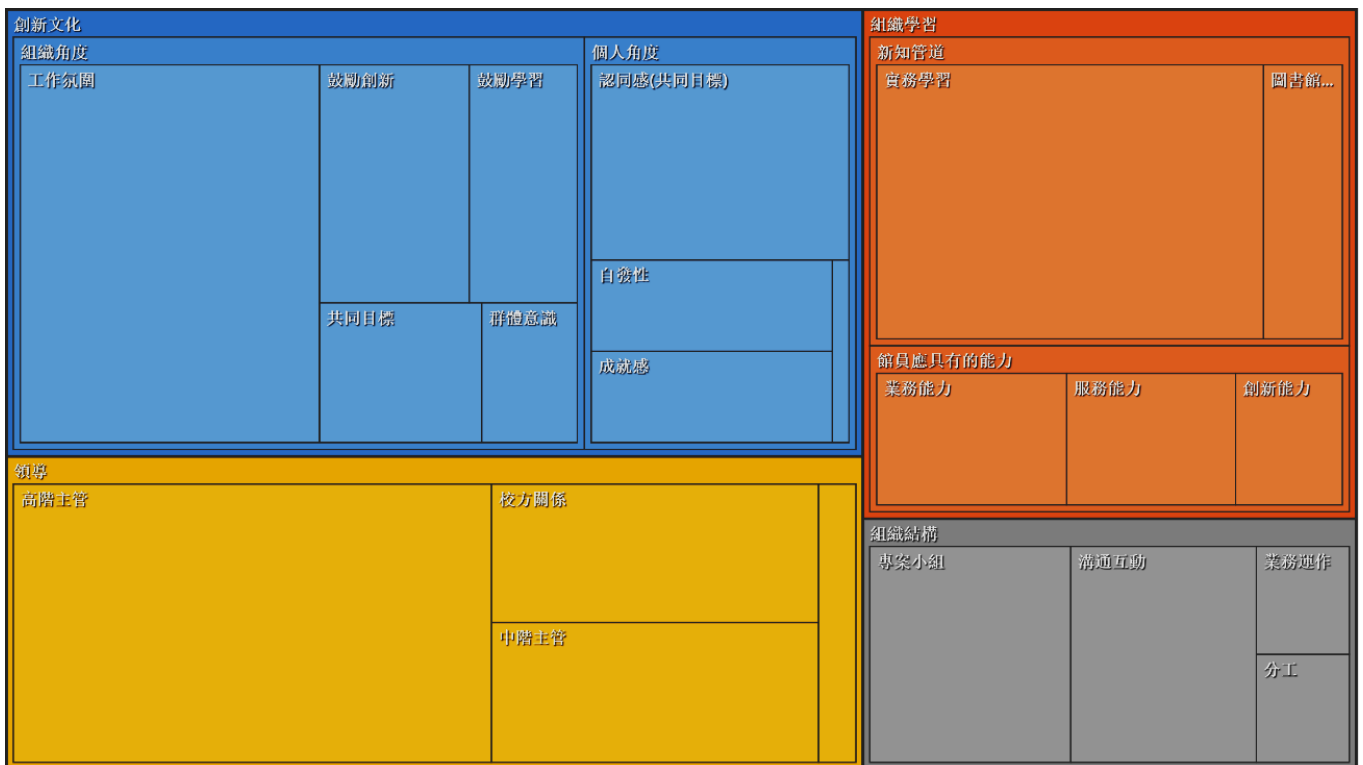 創新文化
組織角度
工作氛圍
鼓勵創新
鼓勵學習
共同目標
群體意識
個人角度
認同感(共同目標)
自發性
成就感
組織學習
新知管道
實務學習
圖書館...
館員應具有的能力
業務能力
服務能力
創新能力
領導
高階主管
校方關係
中階主管
組織結構
專案小組
溝通互動
業務運作
分工